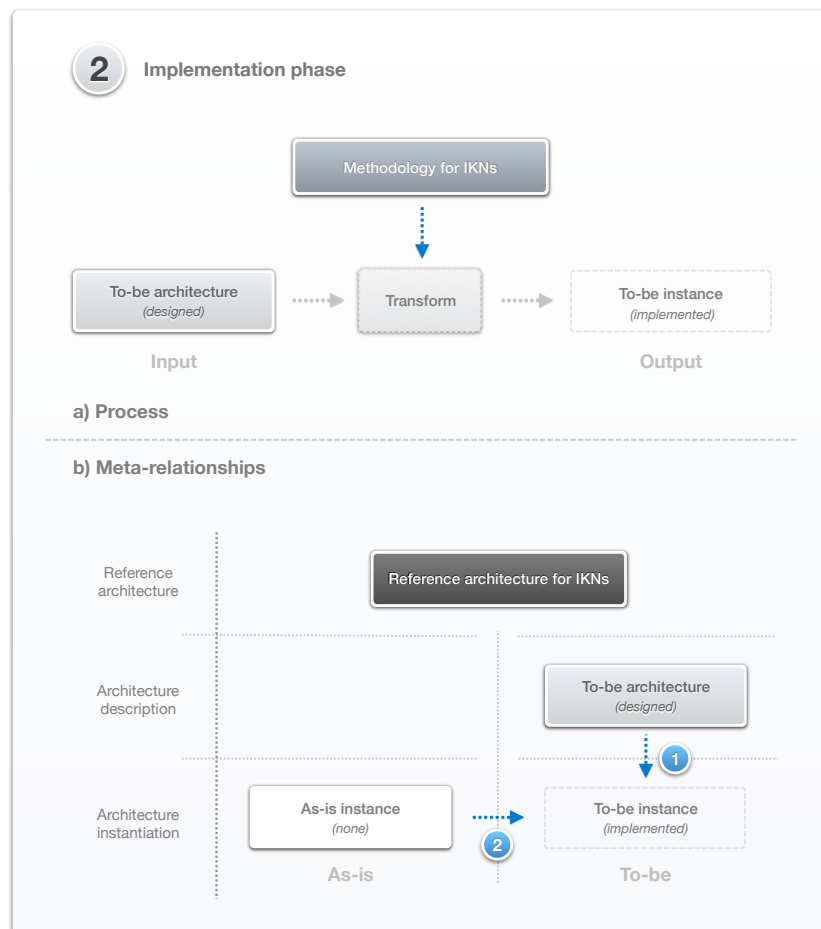 2
Implementation phase
Methodology for IKNs
To-be architecture
(designed)
Transform
To-be instance
(implemented)
Input
Output
a) Process
b) Meta-relationships
Reference
architecture
Reference architecture for IKNs
Architecture
description
To-be architecture
(designed)
1
Architecture
instantiation
As-is instance
(none)
2
To-be instance
(implemented)
As-is
To-be